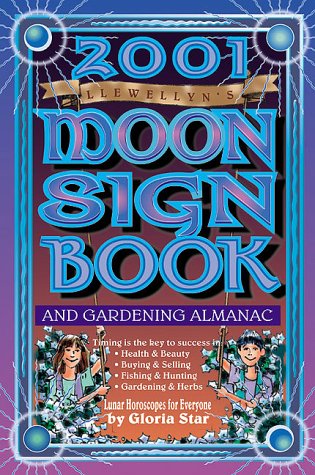 2001
LLEWELLYN'S
MOON
SIGN
BOOK
AND GARDENING ALMANAC
Timing is the key to success in
• Health & Beauty
• Buying & Selling
• Fishing & Hunting
• Gardening & Herbs
Lunar Horoscopes for Everyone
by Gloria Star